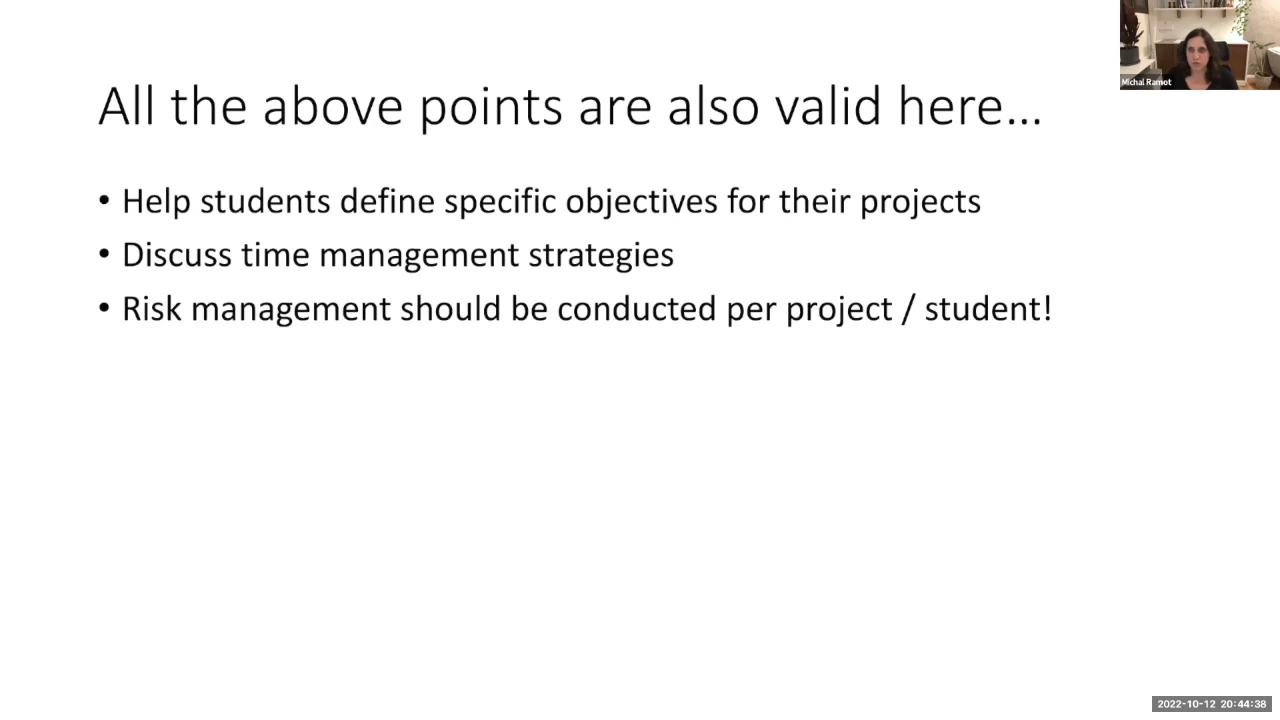 Michal Ramot
All the above points are also valid here...
• Help students define specific objectives for their projects
• Discuss time management strategies
• Risk management should be conducted per project / student!
2022-10-12 20:44:38